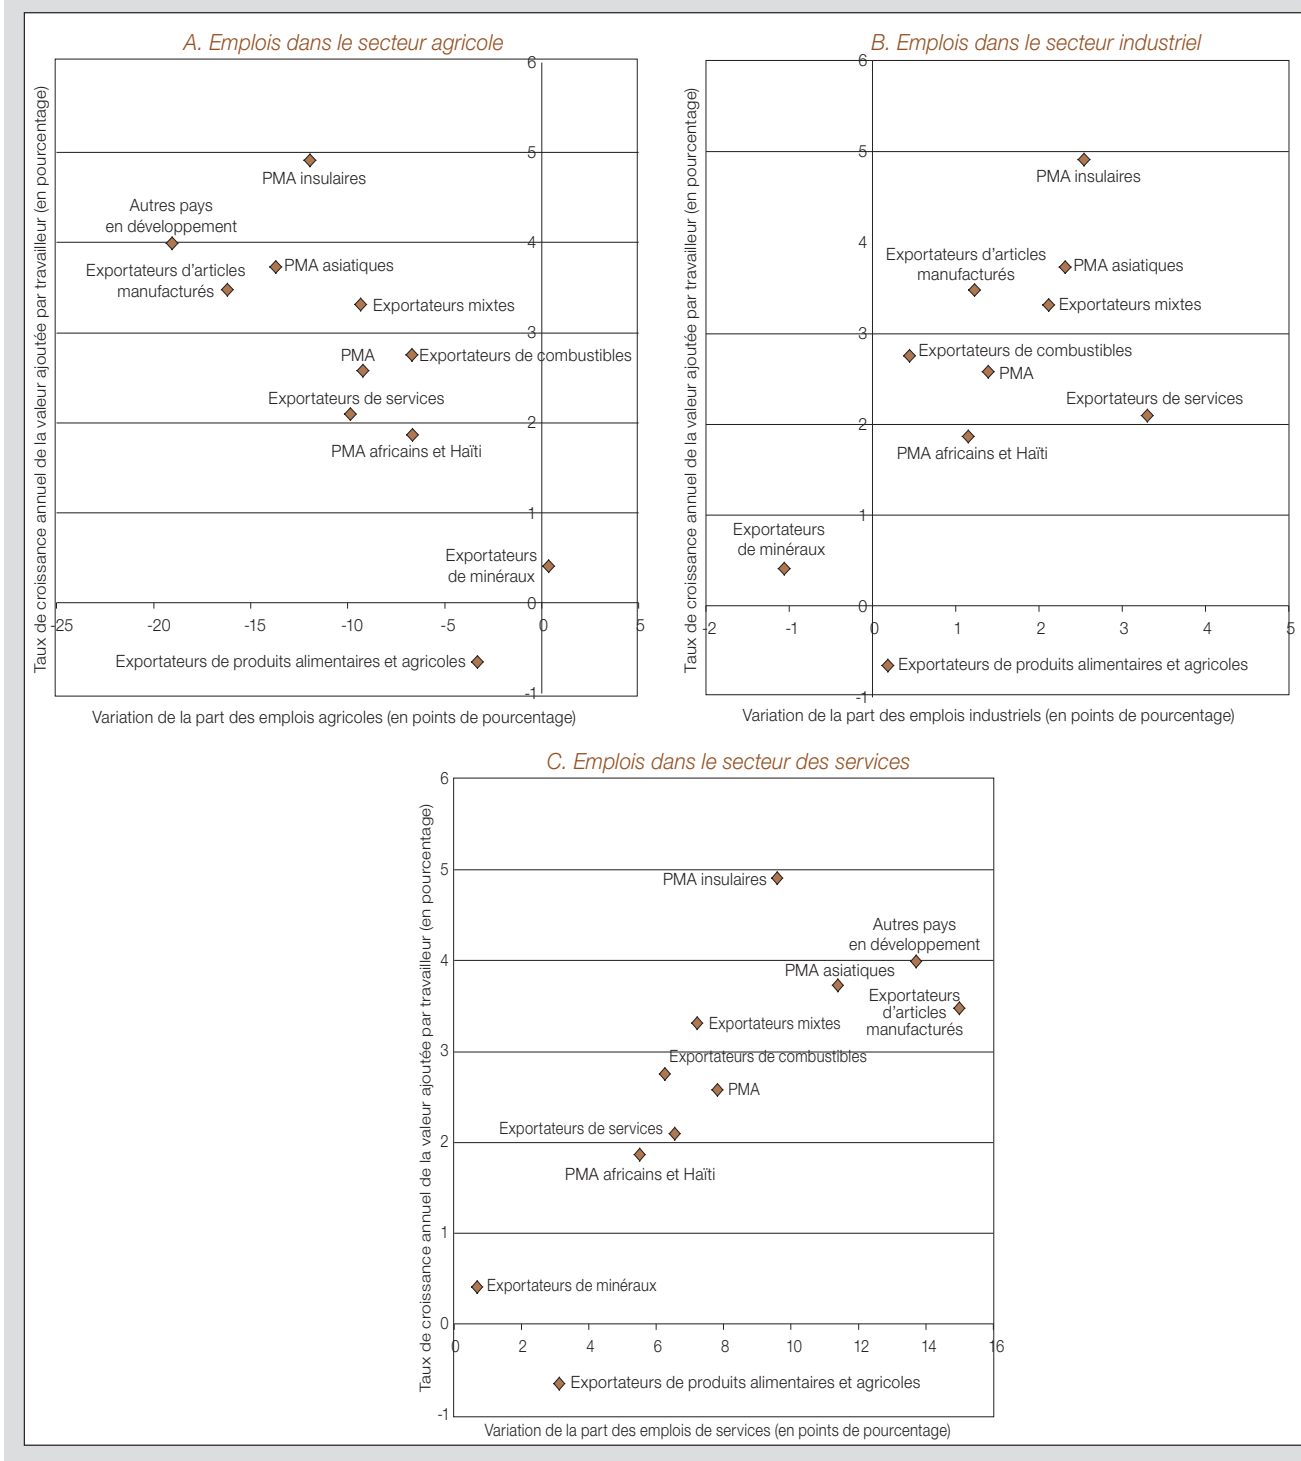 A. Emplois dans le secteur agricole
Taux de croissance annuel de la valeur ajoutée par travailleur (en pourcentage)
6
5
4
3
2
1
0
-1
PMA insulaires
Autres pays
en développement
PMA asiatiques
Exportateurs d'articles
manufacturés
Exportateurs mixtes
PMA
Exportateurs de combustibles
Exportateurs de services
PMA africains et Haïti
Exportateurs
de minéraux
-25 -20 -15 -10 -5 0 5
Exportateurs de produits alimentaires et agricoles
Variation de la part des emplois agricoles (en points de pourcentage)
B. Emplois dans le secteur industriel
Taux de croissance annuel de la valeur ajoutée par travailleur (en pourcentage)
6
5
4
3
2
1
0
-1
PMA insulaires
Exportateurs d'articles
manufacturés
PMA asiatiques
Exportateurs mixtes
Exportateurs de combustibles
PMA
Exportateurs de services
PMA africains et Haïti
Exportateurs
de minéraux
-2 -1 0 1 2 3 4 5
Exportateurs de produits alimentaires et agricoles
Variation de la part des emplois industriels (en points de pourcentage)
C. Emplois dans le secteur des services
Taux de croissance annuel de la valeur ajoutée par travailleur (en pourcentage)
6
5
4
3
2
1
0
-1
PMA insulaires
Autres pays
en développement
PMA asiatiques
Exportateurs
d'articles
manufacturés
Exportateurs mixtes
Exportateurs de combustibles
PMA
Exportateurs de services
PMA africains et Haïti
Exportateurs de minéraux
0 2 4 6 8 10 12 14 16
Exportateurs de produits alimentaires et agricoles
Variation de la part des emplois de services (en points de pourcentage)